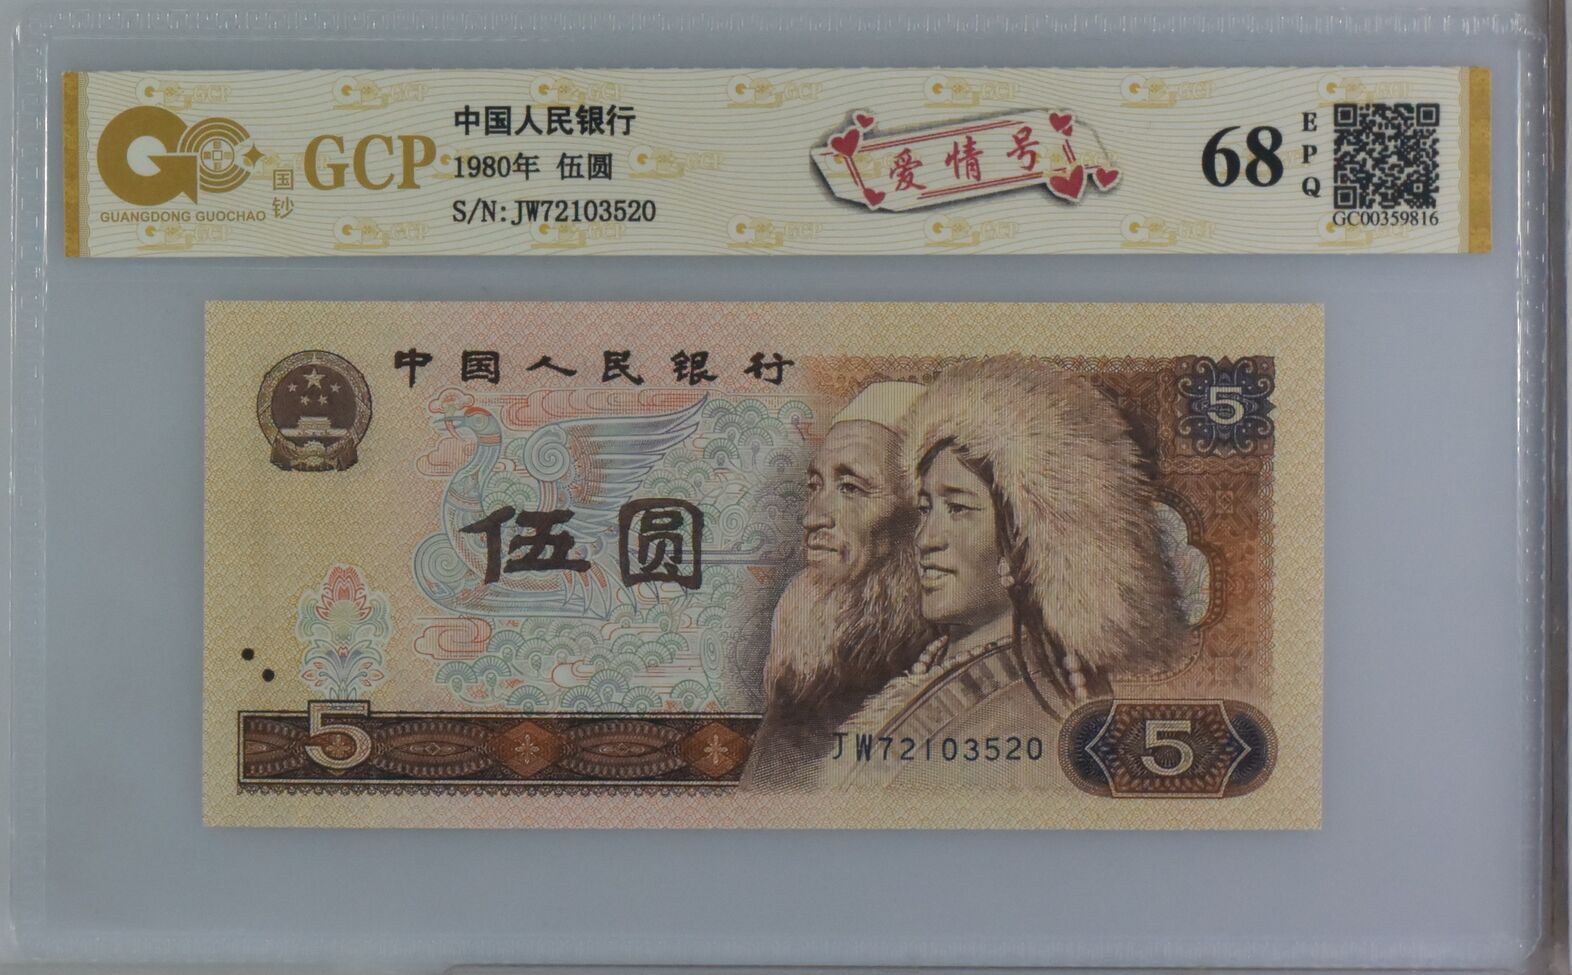 GUANGDONG GUOCHAO
国钞
GCP
中国人民银行
1980年 伍圆
S/N:JW72103520
爱情号
68
EPQ
GC00359816
中国人民银行
5
伍圆
5
JW72103520
5